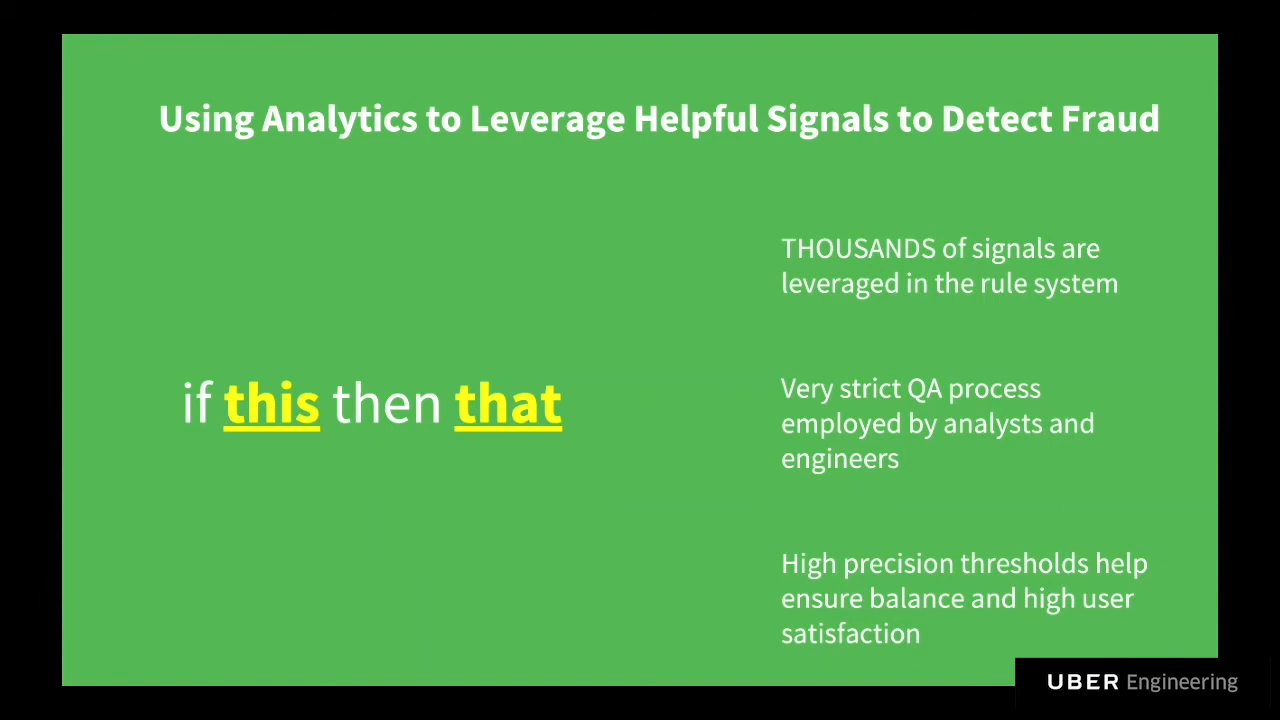 Using Analytics to Leverage Helpful Signals to Detect Fraud
if this then that
THOUSANDS of signals are
leveraged in the rule system
Very strict QA process
employed by analysts and
engineers
High precision thresholds help
ensure balance and high user
satisfaction
UBER Engineering